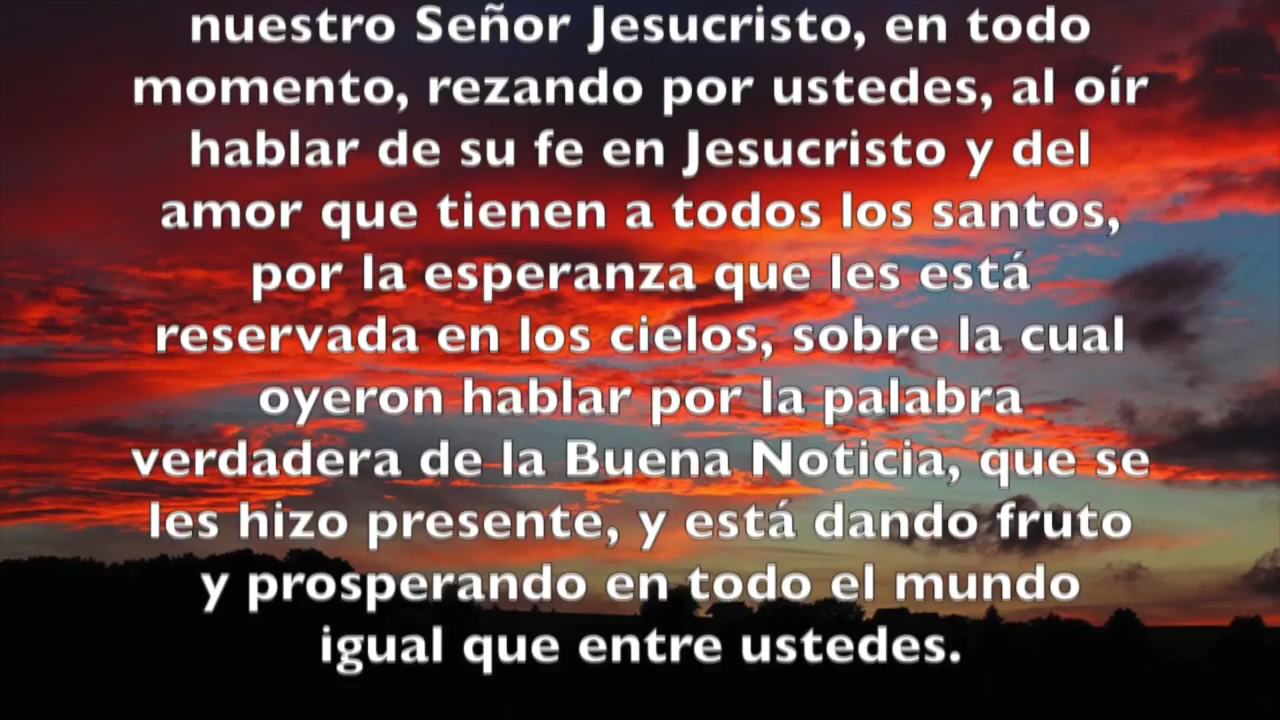 nuestro Señor Jesucristo, en todo
momento, rezando por ustedes, al oír
hablar de su fe en Jesucristo y del
amor que tienen a todos los santos,
por la esperanza que les está
reservada en los cielos, sobre la cual
oyeron hablar por la palabra
verdadera de la Buena Noticia, que se
les hizo presente, y está dando fruto
y prosperando en todo el mundo
igual que entre ustedes.